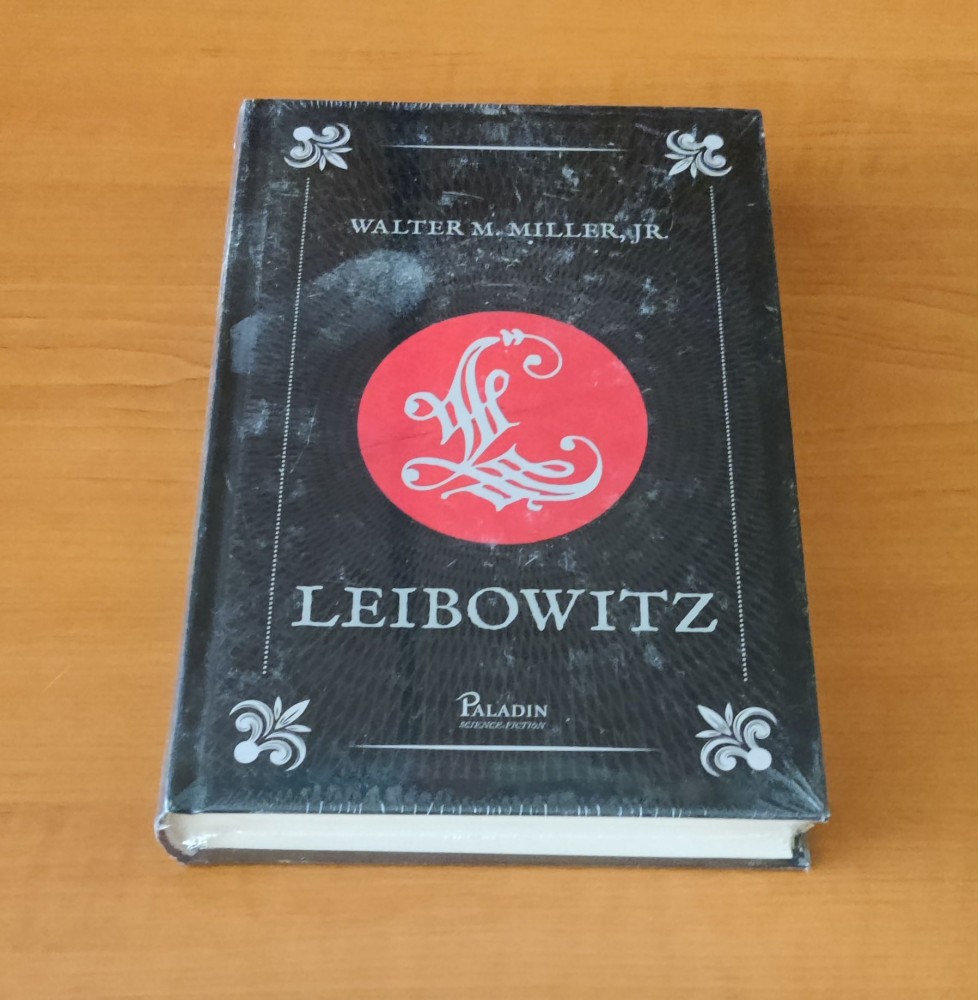 WALTER M. MILLER, JR.
L
LEIBOWITZ
PALADIN
SCIENCE-FICTION